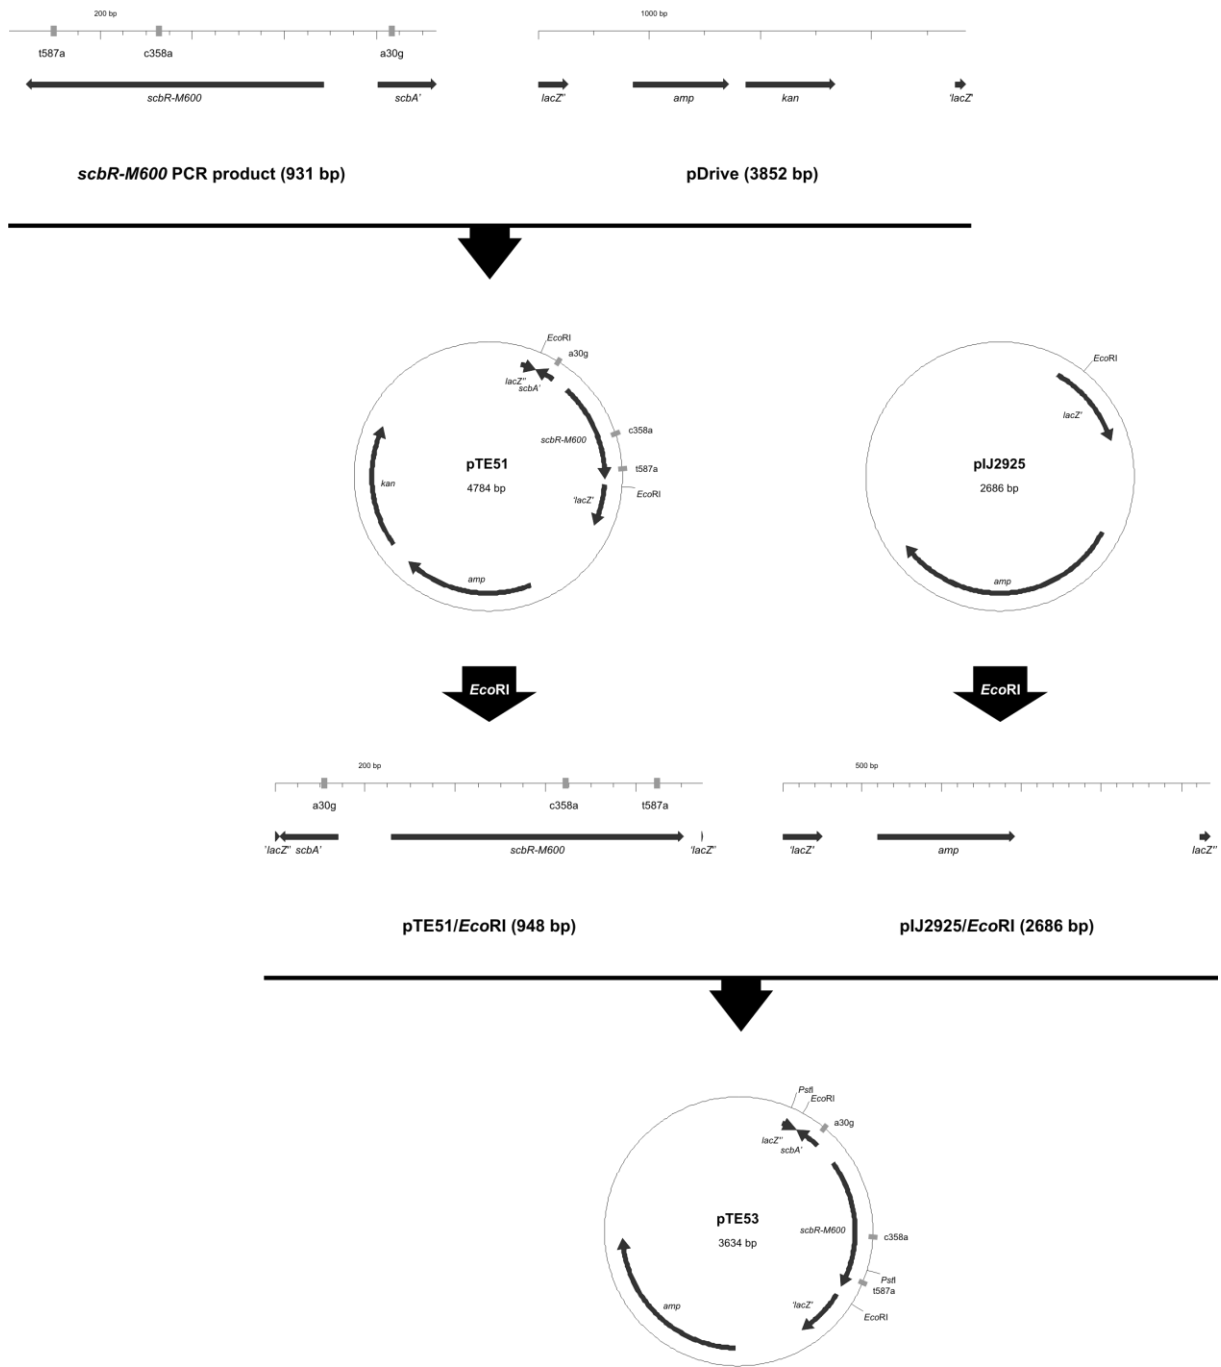 200 bp
1000 bp
t587a
c358a
a30g
scbR-M600
scbA'
lacZ''
amp
kan
'lacZ'
scbR-M600 PCR product (931 bp)
pDrive (3852 bp)
EcoRI
a30g
lacZ''
scbA'
c358a
scbR-M600
t587a
EcoRI
'lacZ'
kan
amp
pTE51
4784 bp
EcoRI
lacZ'
pIJ2925
2686 bp
amp
EcoRI
EcoRI
200 bp
500 bp
a30g
c358a
t587a
'lacZ''
scbA'
scbR-M600
'lacZ''
'lacZ'
amp
lacZ''
pTE51/EcoRI (948 bp)
pIJ2925/EcoRI (2686 bp)
PstI
EcoRI
a30g
lacZ''
scbA'
pTE53
3634 bp
scbR-M600
c358a
PstI
t587a
EcoRI
'lacZ'
amp